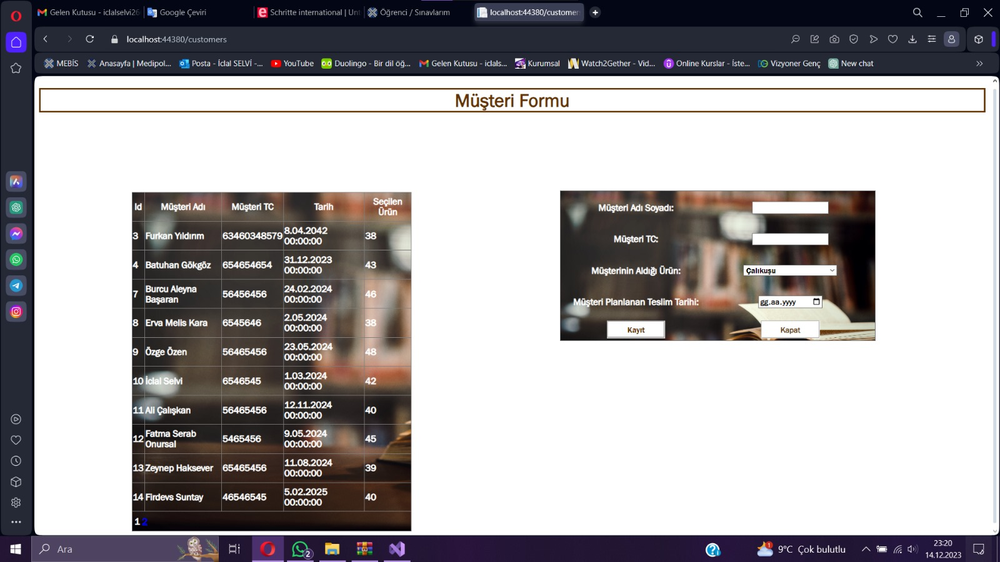 Gelen Kutusu - iclalselvi26
Google Çeviri
Schritte international | Unt
Öğrenci / Sınavlarım
localhost:44380/customers
localhost:44380/customers
MEBİS
Anasayfa | Medipol...
Posta - İclal SELVİ -...
YouTube
Duolingo - Bir dil öğ...
Gelen Kutusu - iclals...
Kurumsal
Watch2Gether - Vid...
Online Kurslar - İste...
Vizyoner Genç
New chat
Müşteri Formu
Id Müşteri Adı Müşteri TC Tarih Seçilen Ürün
3 Furkan Yıldırım 63460348579 8.04.2042 00:00:00 38
4 Batuhan Gökgöz 654654654 31.12.2023 00:00:00 43
7 Burcu Aleyna Başaran 56456456 24.02.2024 00:00:00 46
8 Erva Melis Kara 6545646 2.05.2024 00:00:00 38
9 Özge Özen 56465456 23.05.2024 00:00:00 48
10 İclal Selvi 6546545 1.03.2024 00:00:00 42
11 Ali Çalışkan 56465456 12.11.2024 00:00:00 40
12 Fatma Serab Onursal 5465456 9.05.2024 00:00:00 45
13 Zeynep Haksever 65465456 11.08.2024 00:00:00 39
14 Firdevs Suntay 46546545 5.02.2025 00:00:00 40
1 2
Müşteri Adı Soyadı:
Müşteri TC:
Müşterinin Aldığı Ürün: Çalıkuşu
Müşteri Planlanan Teslim Tarihi: gg.aa.yyyy
Kayıt Kapat
Ara
2
1
9°C Çok bulutlu
23:20
14.12.2023